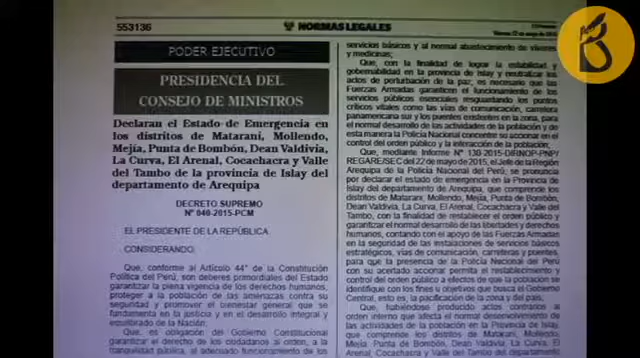 553136
NORMAS LEGALES
PODER EJECUTIVO
PRESIDENCIA DEL
CONSEJO DE MINISTROS
Declaran el Estado de Emergencia en
los distritos de Matarani, Mollendo,
Mejía, Punta de Bombón, Dean Valdivia,
La Curva, El Arenal, Cocachacra y Valle
del Tambo de la provincia de Islay del
departamento de Arequipa
DECRETO SUPREMO
Nº 040-2015-PCM
EL PRESIDENTE DE LA REPÚBLICA
CONSIDERANDO:
Que, conforme al Artículo 44° de la Constitución
Política del Perú, son deberes primordiales del Estado
garantizar la plena vigencia de los derechos humanos,
proteger a la población de las amenazas contra su
seguridad y promover el bienestar general que se
fundamenta en la justicia y en el desarrollo integral y
equilibrado de la Nación.
Que, es obligación del Gobierno Constitucional
garantizar el derecho de los ciudadanos al orden, a la
tranquilidad pública, al adecuado funcionamiento de los
servicios básicos y al normal abastecimiento de víveres
y medicinas;
Que, con la finalidad de lograr la estabilidad y
gobernabilidad en la provincia de Islay y neutralizar los
actos de perturbación de la paz, es necesario que las
Fuerzas Armadas garanticen el funcionamiento de los
servicios públicos esenciales resguardando los puntos
críticos vitales como las vías de comunicación, carretera
panamericana sur y los puentes existentes en la zona, para
el normal desarrollo de las actividades de la población y de
esta manera la Policía Nacional concentre su accionar en el
control del orden público y la interacción de la población;
Que, mediante Informe Nº 130-2015-DIRNOP-PNP/
REGARE/SEC del 22 de mayo de 2015, el Jefe de la Región
Arequipa de la Policía Nacional del Perú, se pronuncia
por declarar el estado de emergencia en la Provincia de
Islay del departamento de Arequipa, que comprende los
distritos de Matarani, Mollendo, Mejía, Punta de Bombón,
Dean Valdivia, La Curva, El Arenal, Cocachacra y Valle del
Tambo, con la finalidad de restablecer el orden público y
garantizar el normal desarrollo de las libertades y derechos
humanos, contando con el apoyo de las Fuerzas Armadas
en la seguridad de las instalaciones de servicios básicos
estratégicos, vías de comunicación, carreteras y puentes,
para que la presencia de la Policía Nacional del Perú
con su acertado accionar permita el restablecimiento y
control del orden público a efectos de que la población se
identifique con los fines u objetivos que busca el Gobierno
Central, esto es, la pacificación de la zona y del país.
Que, habiéndose producido actos contrarios al
orden interno que afecta el normal desenvolvimiento de
las actividades de la población en la Provincia de Islay,
Mollendo, Mejía, Punta de
Bombón, Dean Valdivia, La Curva, El Arenal, Cocachacra